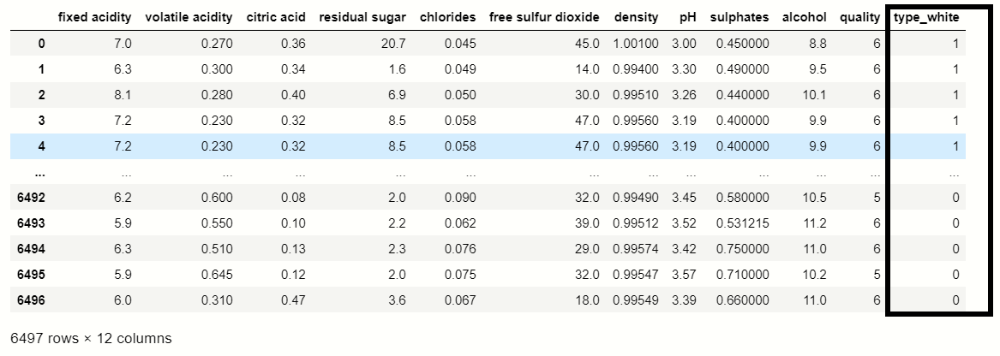 fixed acidity volatile acidity citric acid residual sugar chlorides free sulfur dioxide density pH sulphates alcohol quality type_white
0 7.0 0.270 0.36 20.7 0.045 45.0 1.00100 3.00 0.450000 8.8 6 1
1 6.3 0.300 0.34 1.6 0.049 14.0 0.99400 3.30 0.490000 9.5 6 1
2 8.1 0.280 0.40 6.9 0.050 30.0 0.99510 3.26 0.440000 10.1 6 1
3 7.2 0.230 0.32 8.5 0.058 47.0 0.99560 3.19 0.400000 9.9 6 1
4 7.2 0.230 0.32 8.5 0.058 47.0 0.99560 3.19 0.400000 9.9 6 1
... ... ... ... ... ... ... ... ... ... ... ... ...
6492 6.2 0.600 0.08 2.0 0.090 32.0 0.99490 3.45 0.580000 10.5 5 0
6493 5.9 0.550 0.10 2.2 0.062 39.0 0.99512 3.52 0.531215 11.2 6 0
6494 6.3 0.510 0.13 2.3 0.076 29.0 0.99574 3.42 0.750000 11.0 6 0
6495 5.9 0.645 0.12 2.0 0.075 32.0 0.99547 3.57 0.710000 10.2 5 0
6496 6.0 0.310 0.47 3.6 0.067 18.0 0.99549 3.39 0.660000 11.0 6 0
6497 rows × 12 columns